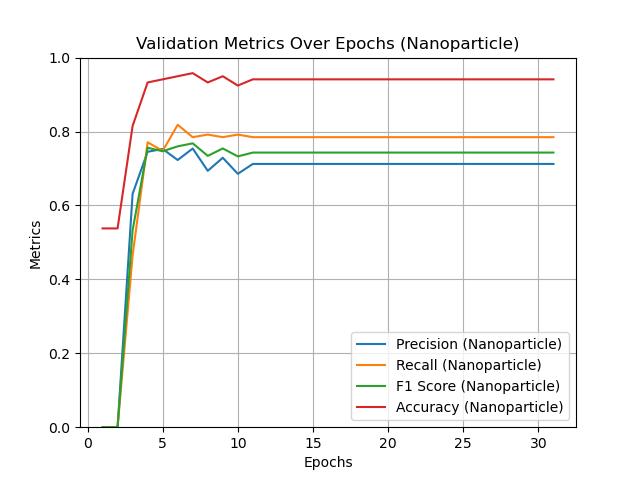 Validation Metrics Over Epochs (Nanoparticle)
1.0
0.8
0.6
0.4
0.2
0.0
Metrics
0
5
10
15
20
25
30
Epochs
Precision (Nanoparticle)
Recall (Nanoparticle)
F1 Score (Nanoparticle)
Accuracy (Nanoparticle)